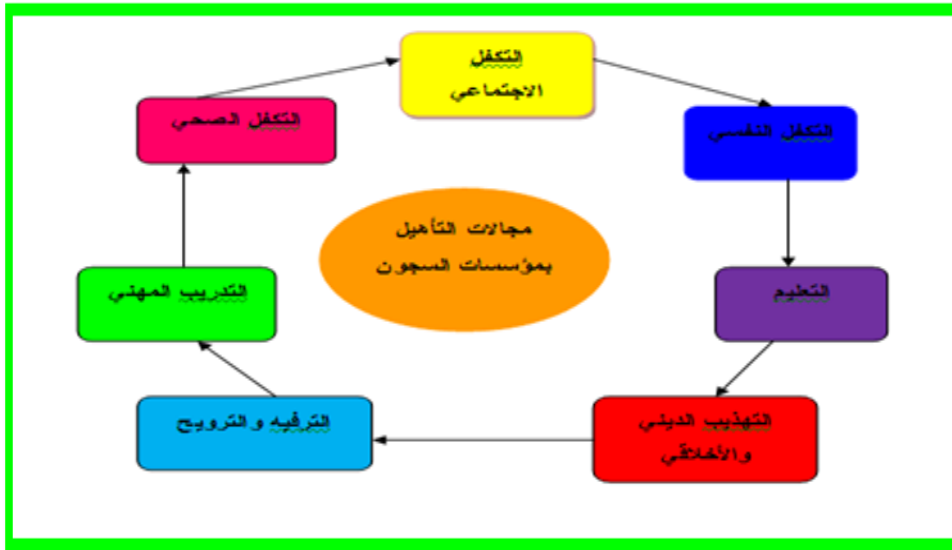 التكفل
الاجتماعي
التكفل النفسي
التعليم
التهذيب الديني
والأخلاقي
الترفيه والترويح
التدريب المهني
التكفل الصحي
مجالات التأهيل
بمؤسسات السجون